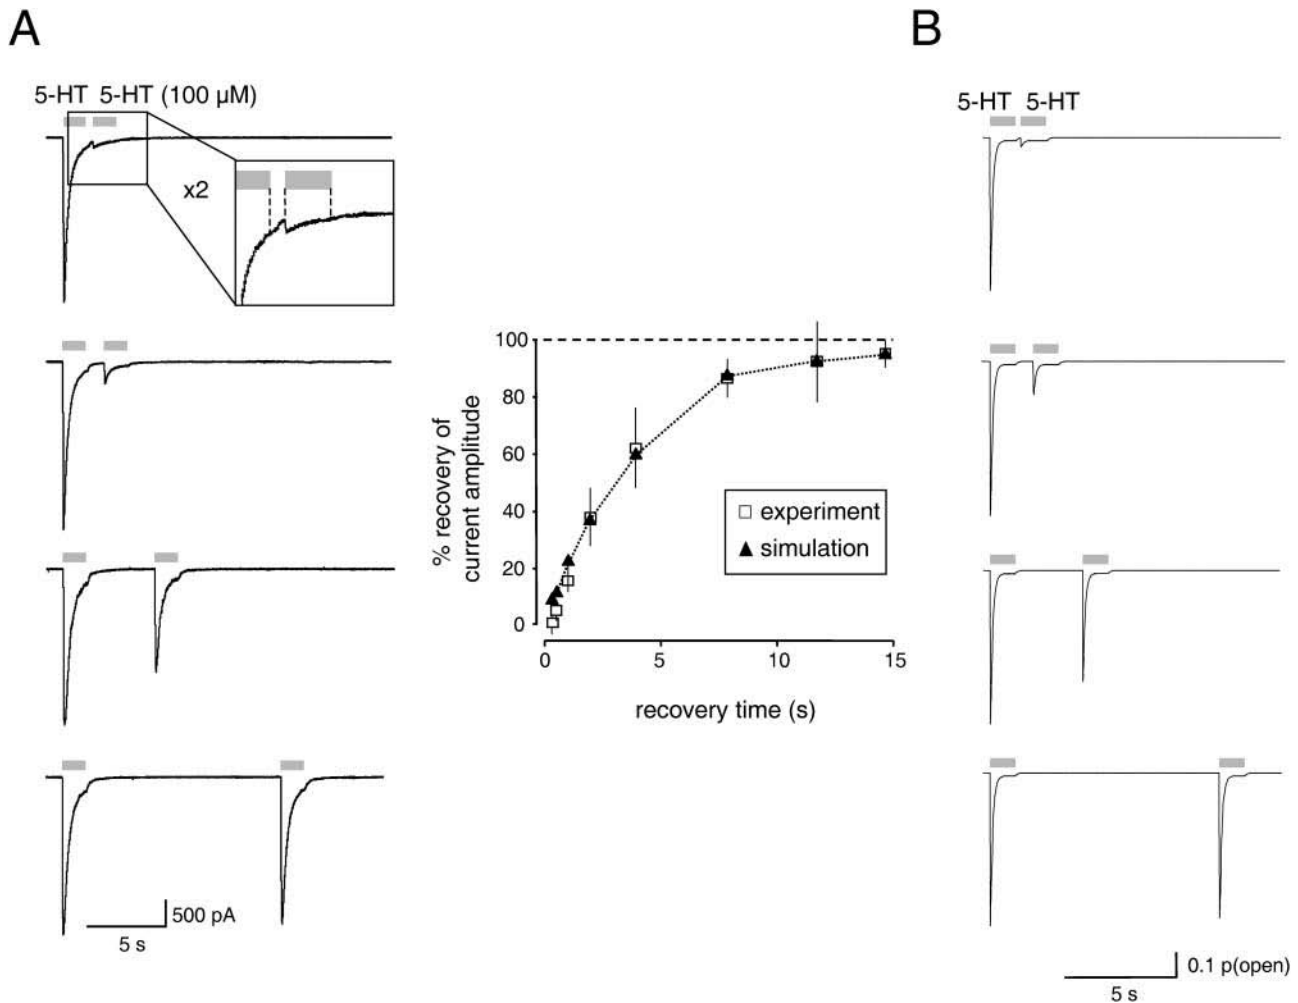 A
B
5-HT 5-HT (100 µM)
x2
5-HT 5-HT
100
80
60
40
20
0
% recovery of
current amplitude
experiment
simulation
0 5 10 15
recovery time (s)
500 pA
5 s
0.1 p(open)
5 s